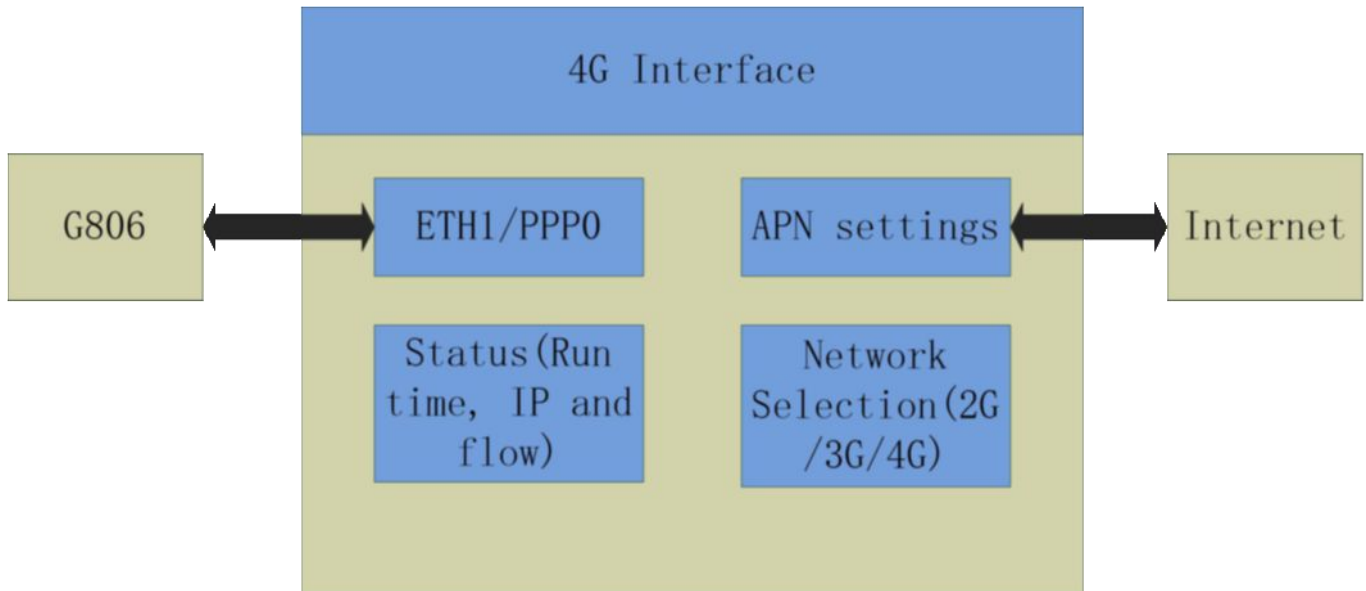 4G Interface
G806
ETH1/PPP0
APN settings
Internet
Status(Run
time, IP and
flow)
Network
Selection(2G
/3G/4G)